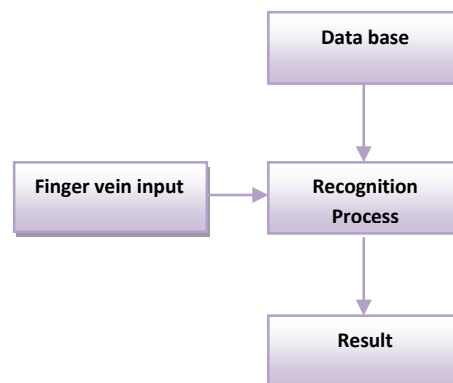 Data base
Finger vein input
Recognition
Process
Result